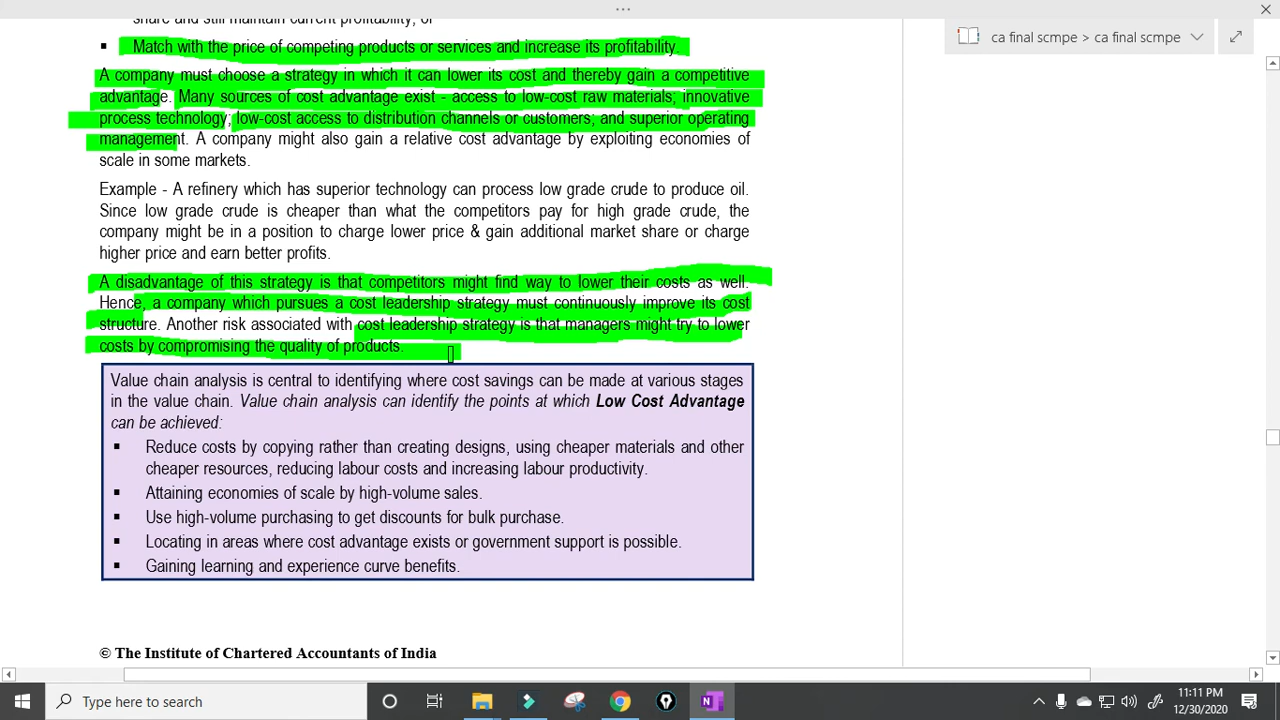 ...
share and still maintain current profitability; or
ca final scmpe > ca final scmpe
▪ Match with the price of competing products or services and increase its profitability.
A company must choose a strategy in which it can lower its cost and thereby gain a competitive
advantage. Many sources of cost advantage exist - access to low-cost raw materials; innovative
process technology; low-cost access to distribution channels or customers; and superior operating
management. A company might also gain a relative cost advantage by exploiting economies of
scale in some markets.
Example - A refinery which has superior technology can process low grade crude to produce oil.
Since low grade crude is cheaper than what the competitors pay for high grade crude, the
company might be in a position to charge lower price & gain additional market share or charge
higher price and earn better profits.
A disadvantage of this strategy is that competitors might find way to lower their costs as well.
Hence, a company which pursues a cost leadership strategy must continuously improve its cost
structure. Another risk associated with cost leadership strategy is that managers might try to lower
costs by compromising the quality of products.
Value chain analysis is central to identifying where cost savings can be made at various stages
in the value chain. Value chain analysis can identify the points at which Low Cost Advantage
can be achieved:
▪ Reduce costs by copying rather than creating designs, using cheaper materials and other
cheaper resources, reducing labour costs and increasing labour productivity.
▪ Attaining economies of scale by high-volume sales.
▪ Use high-volume purchasing to get discounts for bulk purchase.
▪ Locating in areas where cost advantage exists or government support is possible.
▪ Gaining learning and experience curve benefits.
© The Institute of Chartered Accountants of India
Type here to search
11:11 PM
12/30/2020